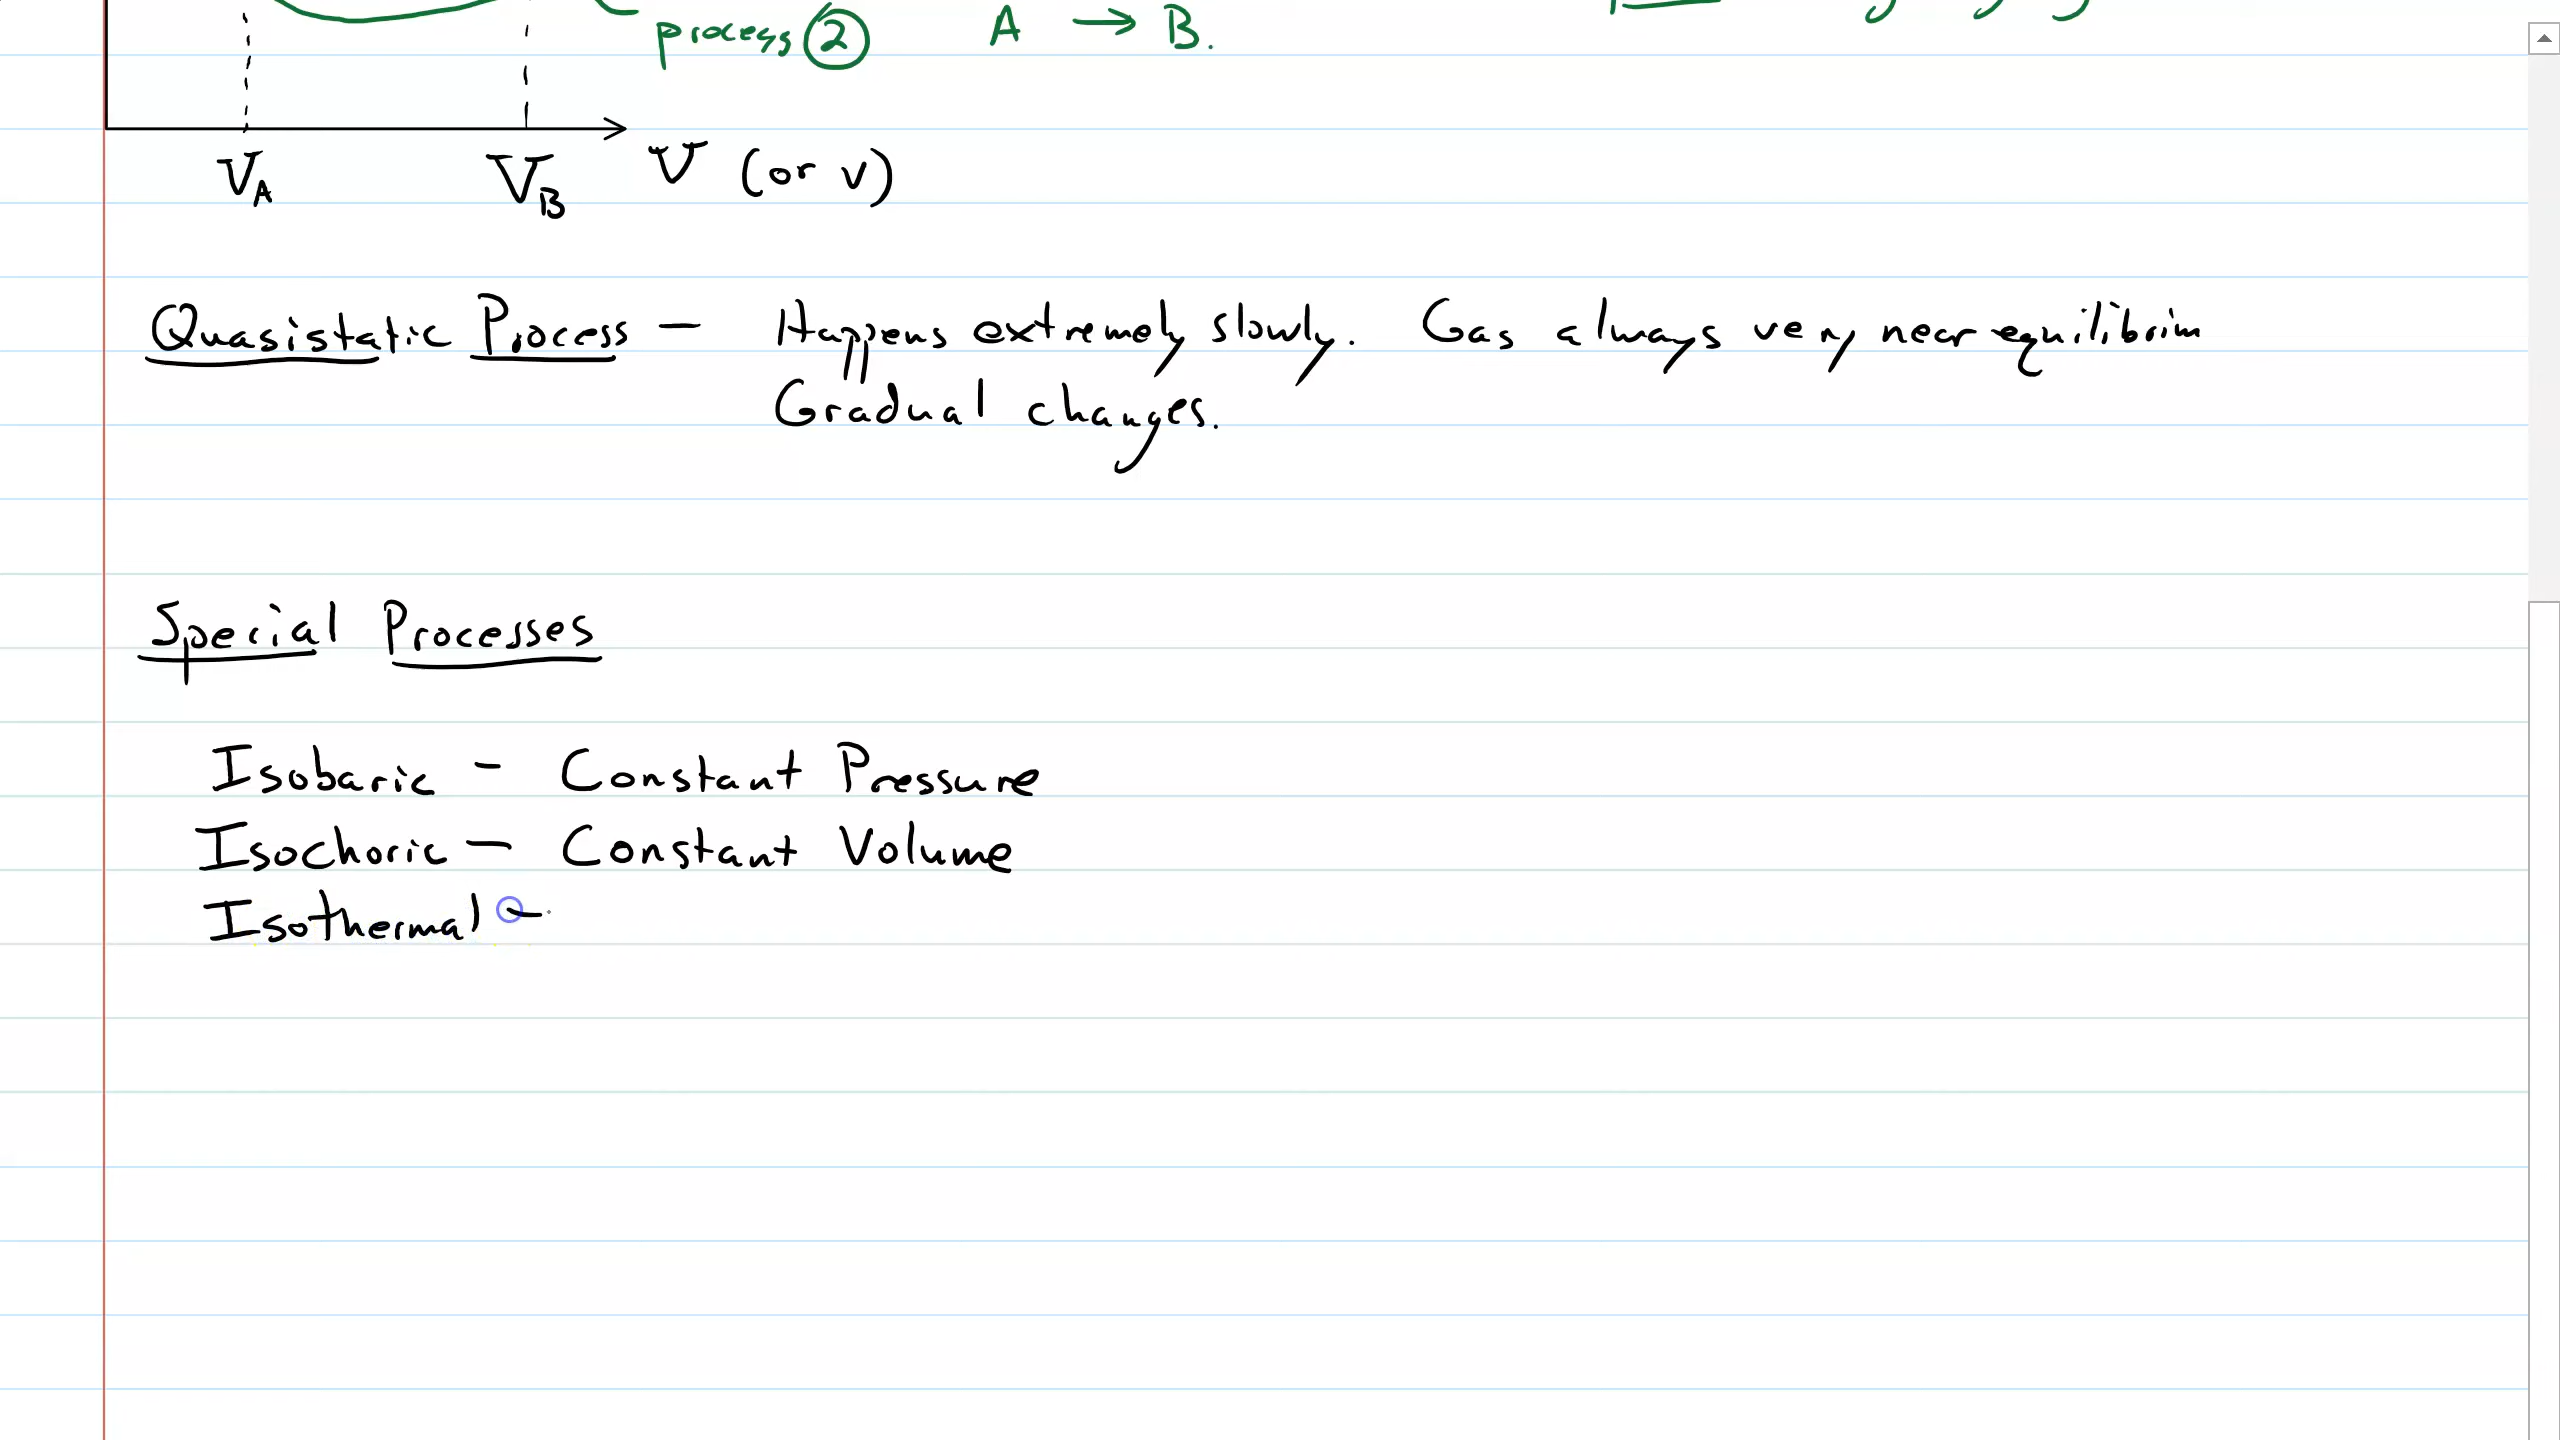 process ② A → B.
V_A V_B V (or v)
Quasistatic Process — Happens extremely slowly. Gas always very near equilibrim
Gradual changes.
Special Processes
Isobaric - Constant Pressure
Isochoric — Constant Volume
Isothermal -